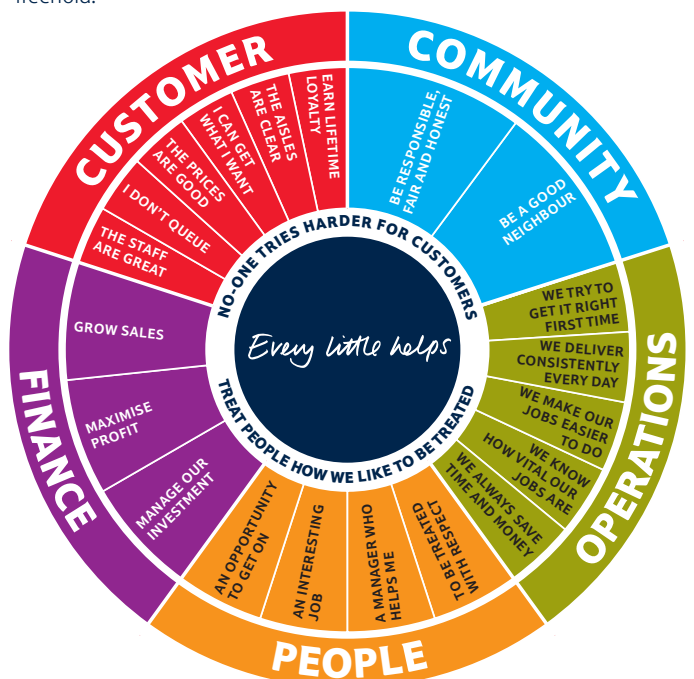 freehold.
CUSTOMER
THE STAFF
ARE GREAT
I DON'T QUEUE
THE PRICES
ARE GOOD
I CAN GET
WHAT I WANT
THE AISLES
ARE CLEAR
EARN LIFETIME
LOYALTY
COMMUNITY
BE RESPONSIBLE,
FAIR AND HONEST
BE A GOOD
NEIGHBOUR
OPERATIONS
WE TRY TO
GET IT RIGHT
FIRST TIME
WE DELIVER
CONSISTENTLY
EVERY DAY
WE MAKE OUR
JOBS EASIER
TO DO
WE KNOW
HOW VITAL OUR
JOBS ARE
WE ALWAYS SAVE
TIME AND MONEY
PEOPLE
TO BE TREATED
WITH RESPECT
A MANAGER WHO
HELPS ME
AN INTERESTING
JOB
AN OPPORTUNITY
TO GET ON
FINANCE
MANAGE OUR
INVESTMENT
MAXIMISE
PROFIT
GROW SALES
NO-ONE TRIES HARDER FOR CUSTOMERS
Every little helps
TREAT PEOPLE HOW WE LIKE TO BE TREATED